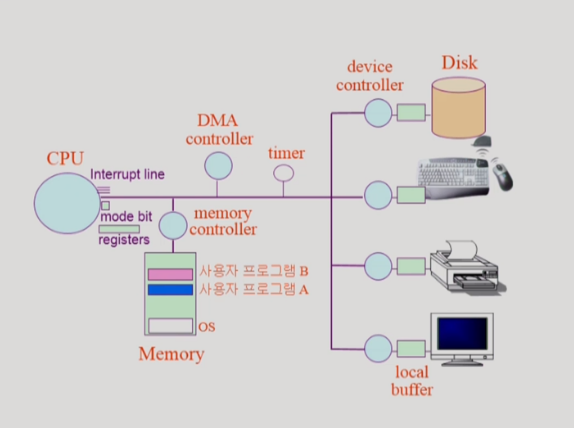 Disk
device
controller
DMA
controller
timer
CPU
Interrupt line
mode bit
registers
memory
controller
사용자 프로그램 B
사용자 프로그램 A
OS
Memory
local
buffer